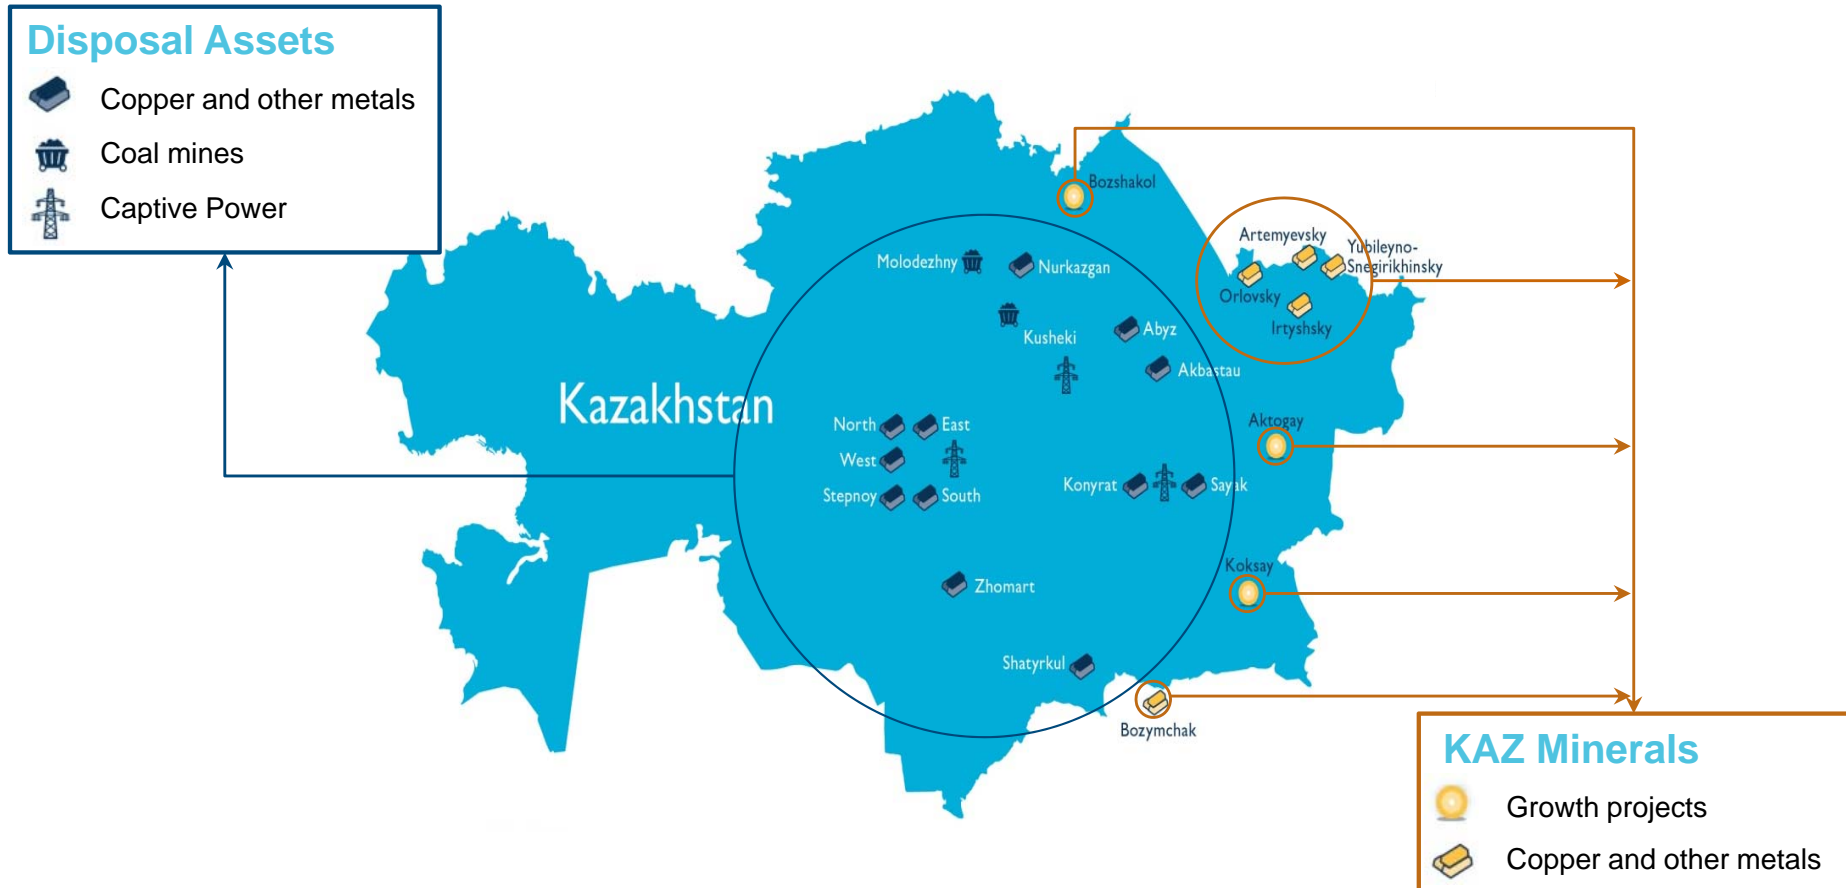 Disposal Assets
Copper and other metals
Coal mines
Captive Power
Bozshakol
Artemyevsky
Yubileyno-
Snegirikhinsky
Orlovsky
Irtyshsky
Molodezhny
Nurkazgan
Kusheki
Abyz
Akbastau
Kazakhstan
North
East
West
Stepnoy
South
Aktogay
Konyrat
Sayak
Koksay
Zhomart
Shatyrkul
Bozymchak
KAZ Minerals
Growth projects
Copper and other metals